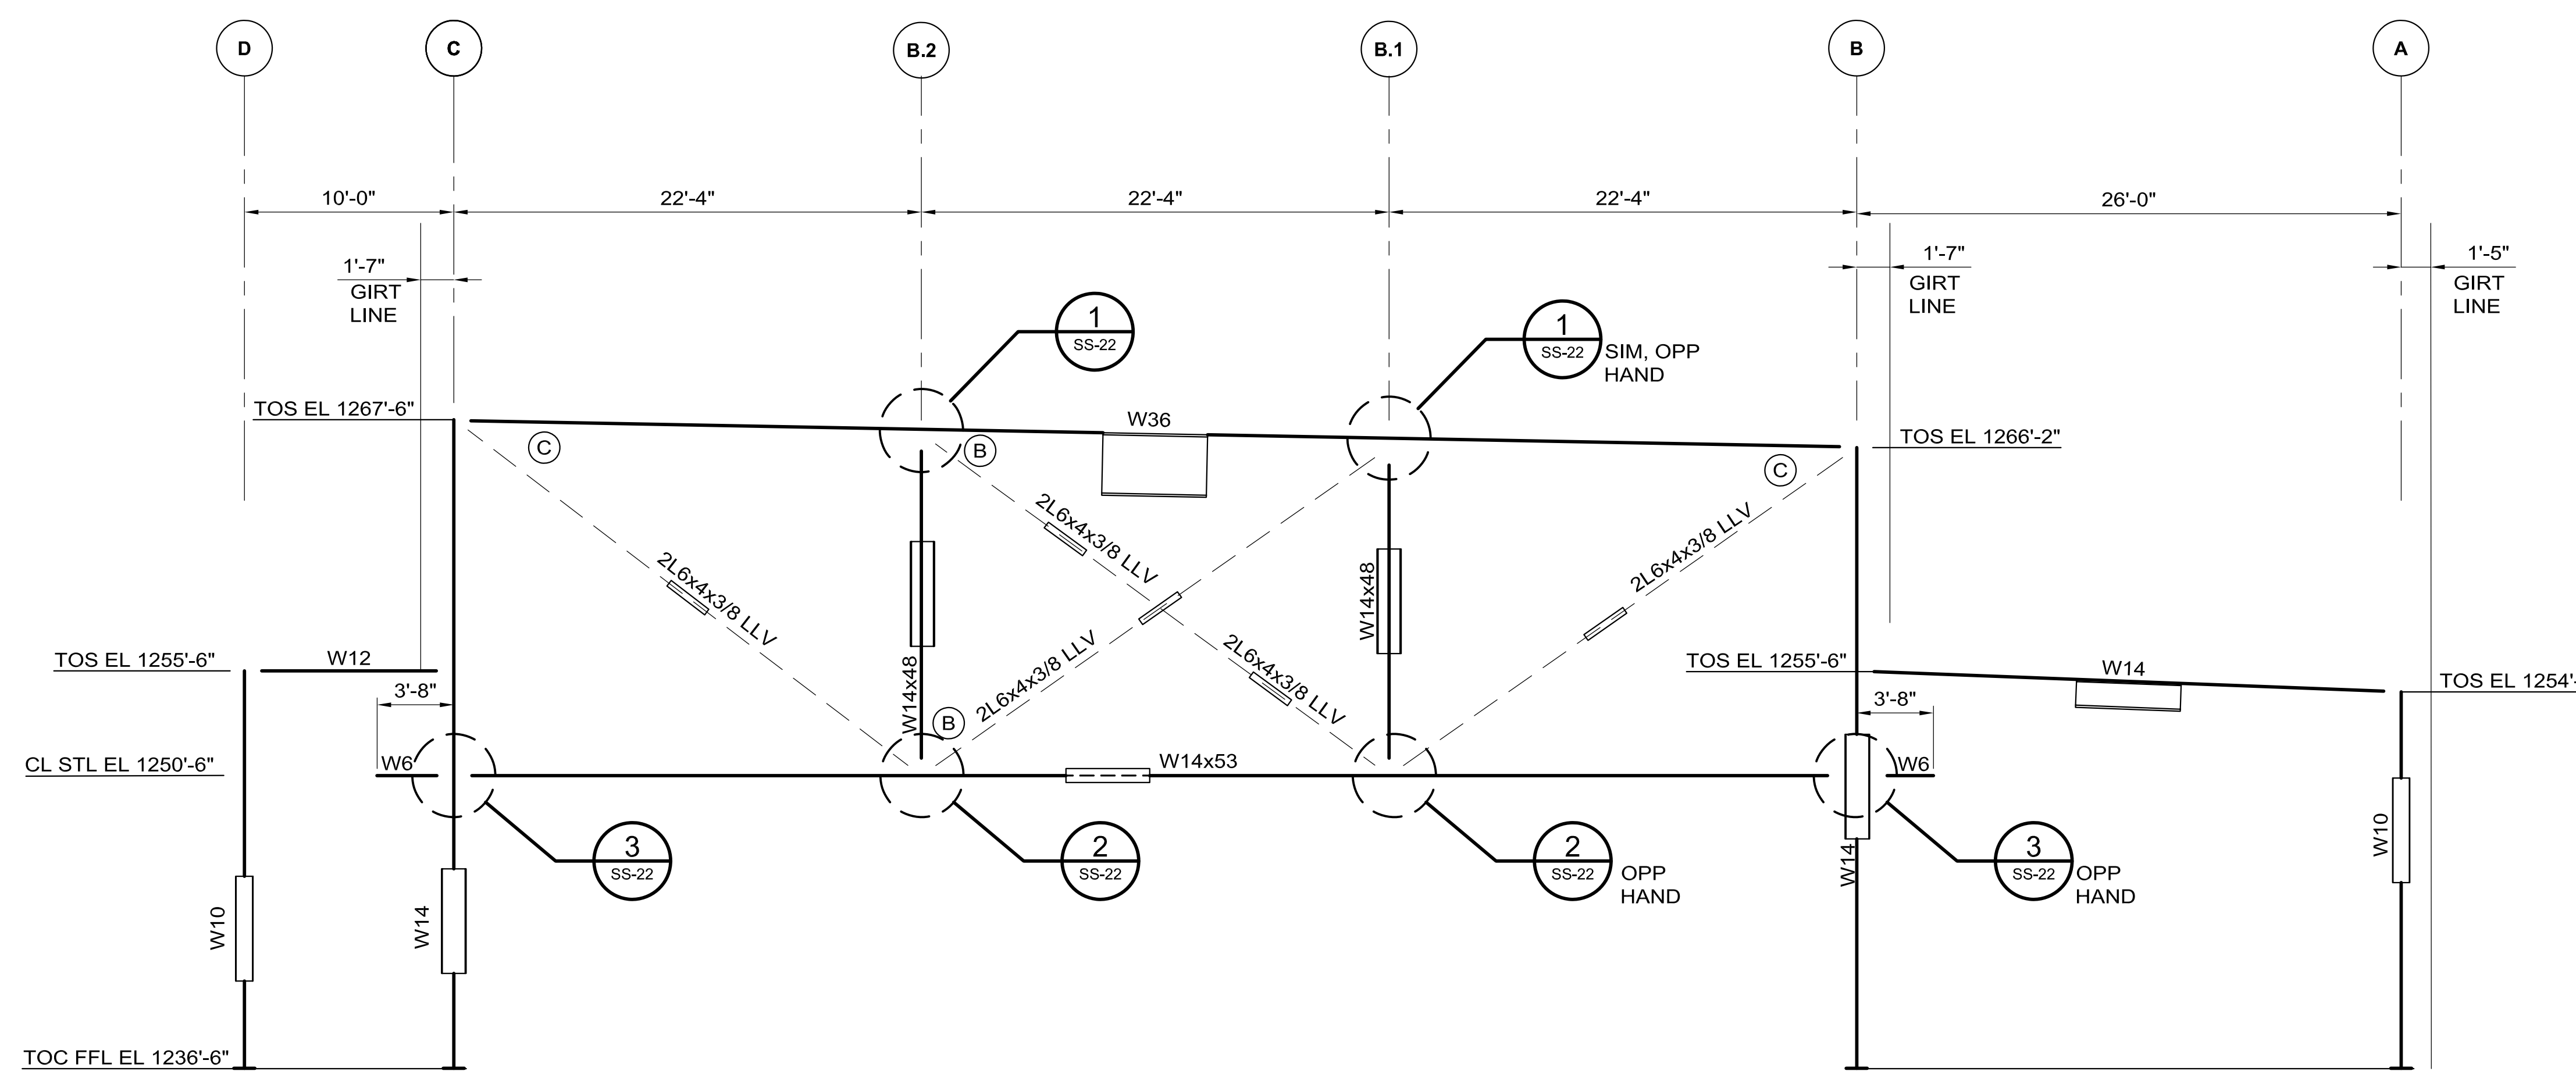 D
C
B.2
B.1
B
A
10'-0"
22'-4"
22'-4"
22'-4"
26'-0"
1'-7"
GIRT
LINE
1'-7"
GIRT
LINE
1'-5"
GIRT
LINE
1
SS-22
1
SS-22
SIM, OPP
HAND
TOS EL 1267'-6"
W36
TOS EL 1266'-2"
C
B
C
2L6x4x3/8 LLV
2L6x4x3/8 LLV
2L6x4x3/8 LLV
W14x48
W14x48
2L6x4x3/8 LLV
2L6x4x3/8 LLV
TOS EL 1255'-6"
W12
TOS EL 1255'-6"
W14
TOS EL 1254'-
3'-8"
3'-8"
B
CL STL EL 1250'-6"
W6
W14x53
W6
3
SS-22
2
SS-22
2
SS-22
OPP
HAND
3
SS-22
OPP
HAND
W10
W14
W14
W10
TOC FFL EL 1236'-6"